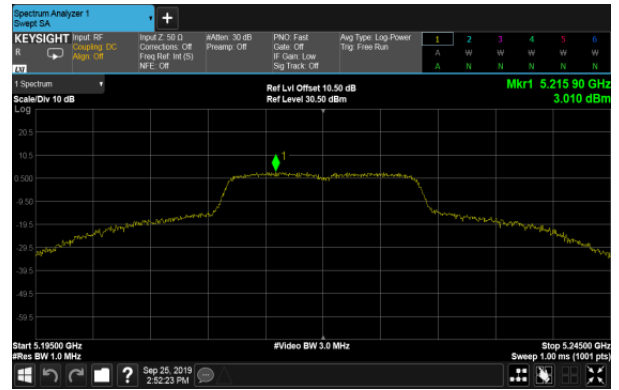 Spectrum Analyzer 1
Swept SA
+
KEYSIGHT Input: RF Input Z: 50 Ω #Atten: 30 dB PNO: Fast Avg Type: Log-Power 1 2 3 4 5 6
R Coupling: DC Corrections: Off Preamp: Off Gate: Off Trig: Free Run A W W W W W
Align: Off Freq Ref: Int (S) IF Gain: Low
LXI NFE: Off Sig Track: Off A N N N N N
1 Spectrum Ref Lvl Offset 10.50 dB Mkr1 5.215 90 GHz
Scale/Div 10 dB Ref Level 30.50 dBm 3.010 dBm
Log
20.5
10.5
1
0.500
-9.50
-19.5
-29.5
-39.5
-49.5
-59.5
Start 5.19500 GHz #Video BW 3.0 MHz Stop 5.24500 GHz
#Res BW 1.0 MHz Sweep 1.00 ms (1001 pts)
? Sep 25, 2019
2:52:23 PM